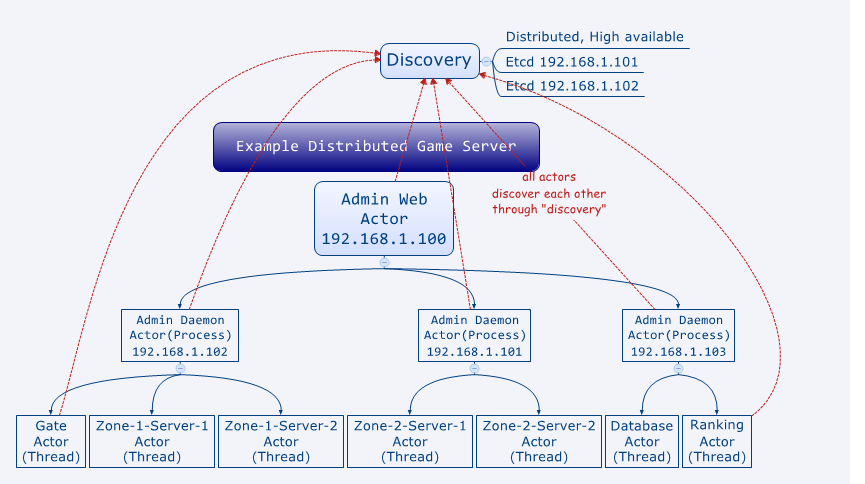 Distributed, High available
Discovery
Etcd 192.168.1.101
Etcd 192.168.1.102
Example Distributed Game Server
all actors
discover each other
through "discovery"
Admin Web
Actor
192.168.1.100
Admin Daemon
Actor(Process)
192.168.1.102
Admin Daemon
Actor(Process)
192.168.1.101
Admin Daemon
Actor(Process)
192.168.1.103
Gate
Actor
(Thread)
Zone-1-Server-1
Actor
(Thread)
Zone-1-Server-2
Actor
(Thread)
Zone-2-Server-1
Actor
(Thread)
Zone-2-Server-2
Actor
(Thread)
Database
Actor
(Thread)
Ranking
Actor
(Thread)